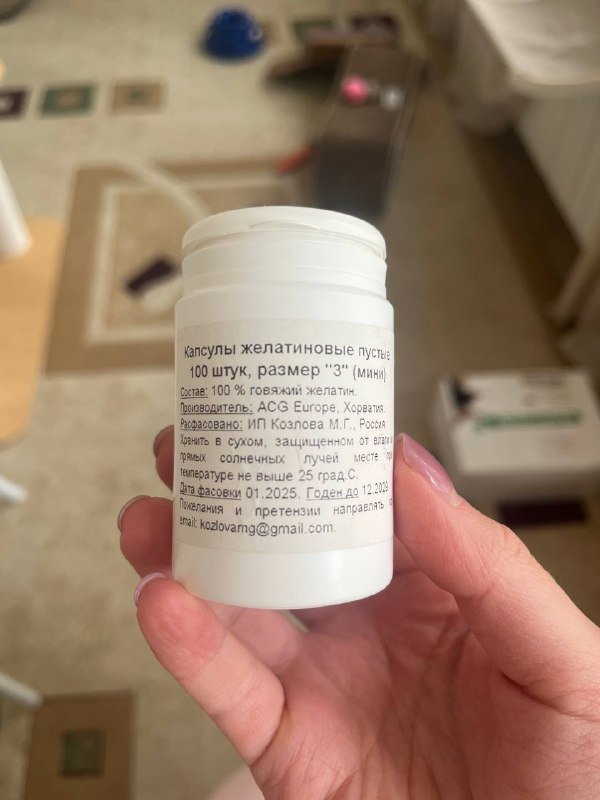 Капсулы желатиновые пустые
100 штук, размер "3" (мини)
Состав: 100 % говяжий желатин.
Производитель: ACG Europe, Хорватия.
Расфасовано: ИП Козлова М.Г., Россия.
Хранить в сухом, защищенном от влаги и
прямых солнечных лучей месте при
температуре не выше 25 град.С.
Дата фасовки 01.2025. Годен до 12.2029
Пожелания и претензии направлять
email: kozlovamg@gmail.com.